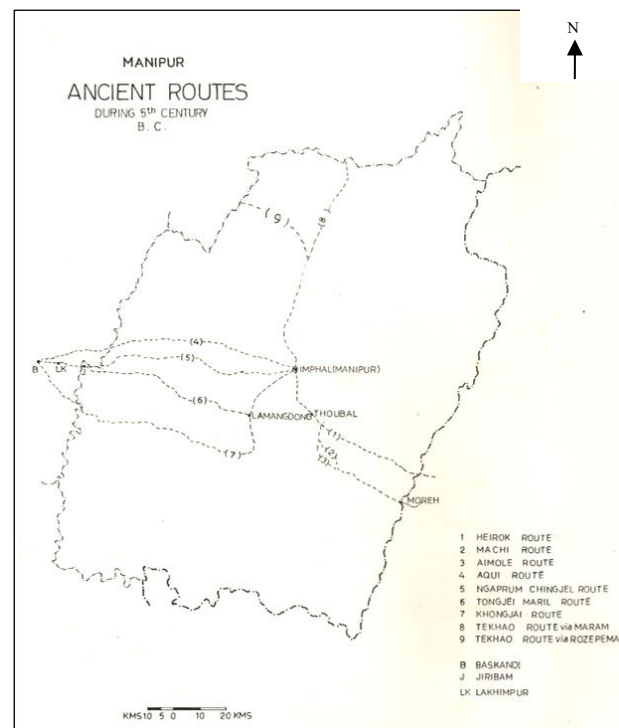 N
MANIPUR
ANCIENT ROUTES
DURING 5th CENTURY
B. C.
(9)
(8)
(4)
(5)
B
LK
J
IMPHAL(MANIPUR)
(6)
LAMANGDONG
THOUBAL
(1)
(2)
(3)
(7)
MOREH
1 HEIROK ROUTE
2 MACHI ROUTE
3 AIMOLE ROUTE
4 AQUI ROUTE
5 NGAPRUM CHINGJEL ROUTE
6 TONGJEI MARIL ROUTE
7 KHONGJAI ROUTE
8 TEKHAO ROUTE via MARAM
9 TEKHAO ROUTE via ROZEPEMA
B BASKANDI
J JIRIBAM
LK LAKHIMPUR
KMS 10 5 0 10 20 KMS